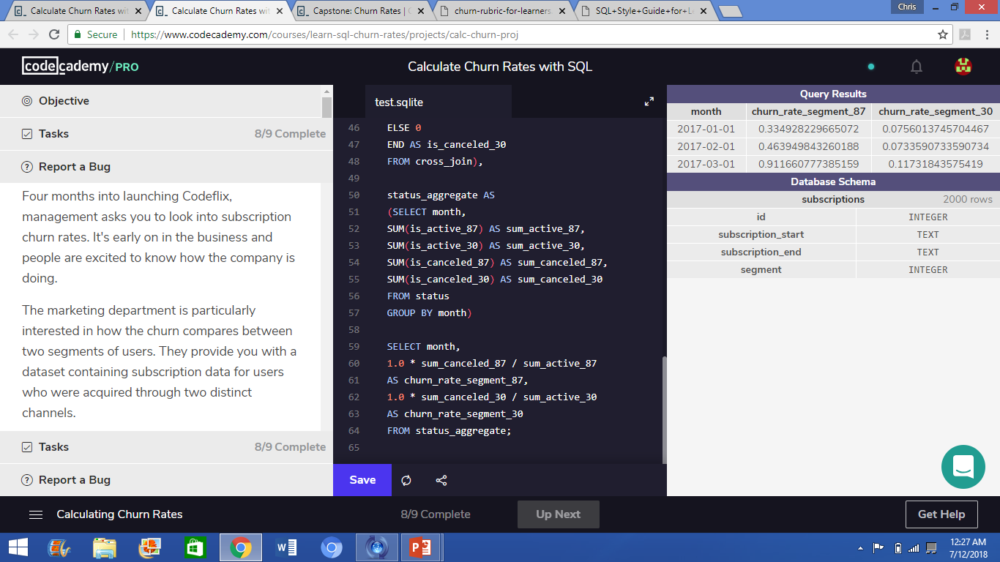 Calculate Churn Rates wit
Calculate Churn Rates wit
Capstone: Churn Rates | C
churn-rubric-for-learners
SQL+Style+Guide+for+L
Chris
Secure
https://www.codecademy.com/courses/learn-sql-churn-rates/projects/calc-churn-proj
codecademy/PRO
Calculate Churn Rates with SQL
Objective
Tasks
8/9 Complete
Report a Bug
Four months into launching Codeflix,
management asks you to look into subscription
churn rates. It's early on in the business and
people are excited to know how the company is
doing.
The marketing department is particularly
interested in how the churn compares between
two segments of users. They provide you with a
dataset containing subscription data for users
who were acquired through two distinct
channels.
Tasks
8/9 Complete
Report a Bug
test.sqlite
46 ELSE 0
47 END AS is_canceled_30
48 FROM cross_join),
49
50 status_aggregate AS
51 (SELECT month,
52 SUM(is_active_87) AS sum_active_87,
53 SUM(is_active_30) AS sum_active_30,
54 SUM(is_canceled_87) AS sum_canceled_87,
55 SUM(is_canceled_30) AS sum_canceled_30
56 FROM status
57 GROUP BY month)
58
59 SELECT month,
60 1.0 * sum_canceled_87 / sum_active_87
61 AS churn_rate_segment_87,
62 1.0 * sum_canceled_30 / sum_active_30
63 AS churn_rate_segment_30
64 FROM status_aggregate;
65
Save
Query Results
month churn_rate_segment_87 churn_rate_segment_30
2017-01-01 0.334928229665072 0.0756013745704467
2017-02-01 0.463949843260188 0.0733590733590734
2017-03-01 0.911660777385159 0.11731843575419
Database Schema
subscriptions 2000 rows
id INTEGER
subscription_start TEXT
subscription_end TEXT
segment INTEGER
Calculating Churn Rates
8/9 Complete
Up Next
Get Help
12:27 AM
7/12/2018